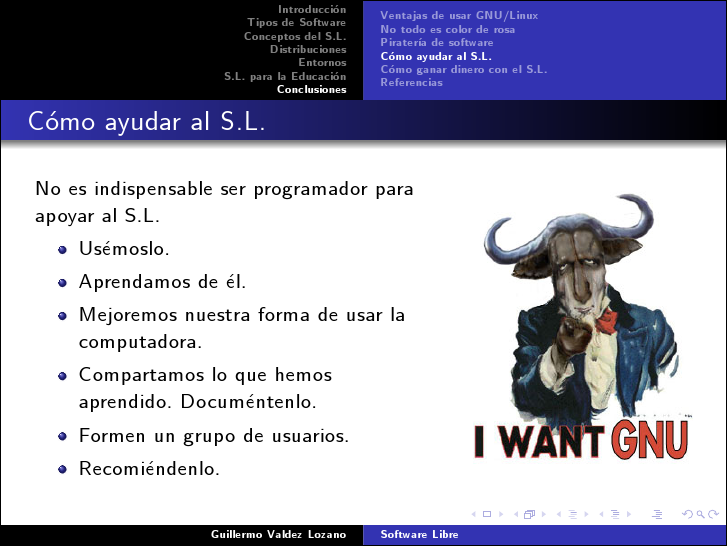 Introducción
Tipos de Software
Conceptos del S.L.
Distribuciones
Entornos
S.L. para la Educación
Conclusiones
Ventajas de usar GNU/Linux
No todo es color de rosa
Piratería de software
Cómo ayudar al S.L.
Cómo ganar dinero con el S.L.
Referencias
Cómo ayudar al S.L.
No es indispensable ser programador para
apoyar al S.L.
Usémoslo.
Aprendamos de él.
Mejoremos nuestra forma de usar la
computadora.
Compartamos lo que hemos
aprendido. Documéntenlo.
Formen un grupo de usuarios.
Recomiéndenlo.
I WANT GNU
Guillermo Valdez Lozano
Software Libre